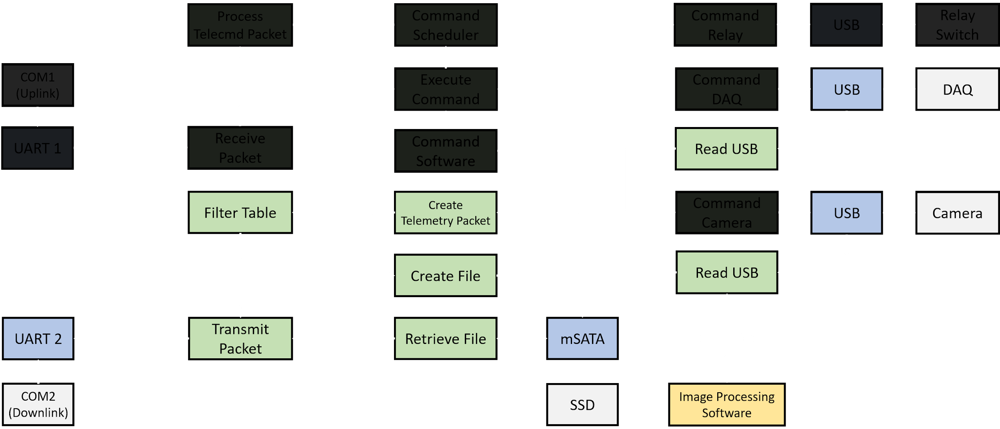 Process
Telecmd Packet
Command
Scheduler
Command
Relay
USB
Relay
Switch
COM1
(Uplink)
Execute
Command
Command
DAQ
USB
DAQ
UART 1
Receive
Packet
Command
Software
Read USB
Filter Table
Create
Telemetry Packet
Command
Camera
USB
Camera
Create File
Read USB
UART 2
Transmit
Packet
Retrieve File
mSATA
COM2
(Downlink)
SSD
Image Processing
Software